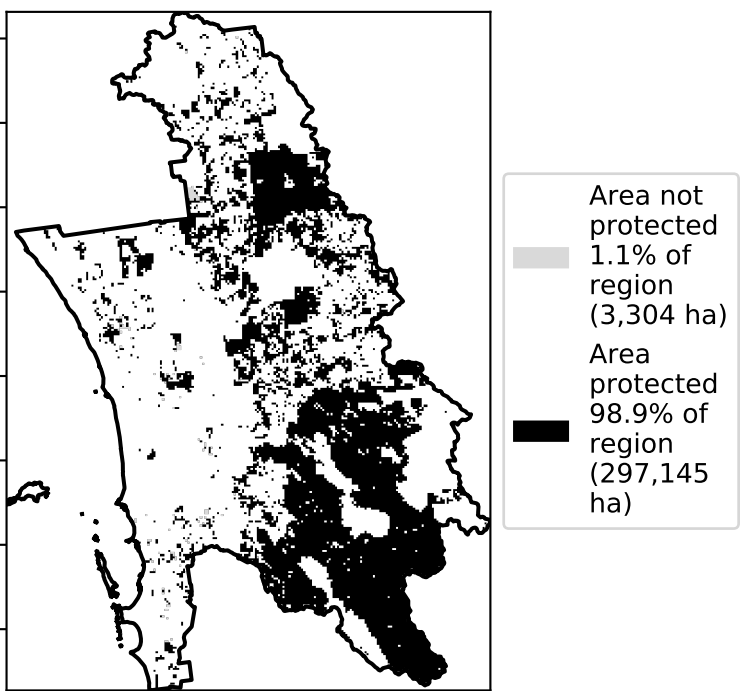 Area not
protected
1.1% of
region
(3,304 ha)
Area
protected
98.9% of
region
(297,145
ha)